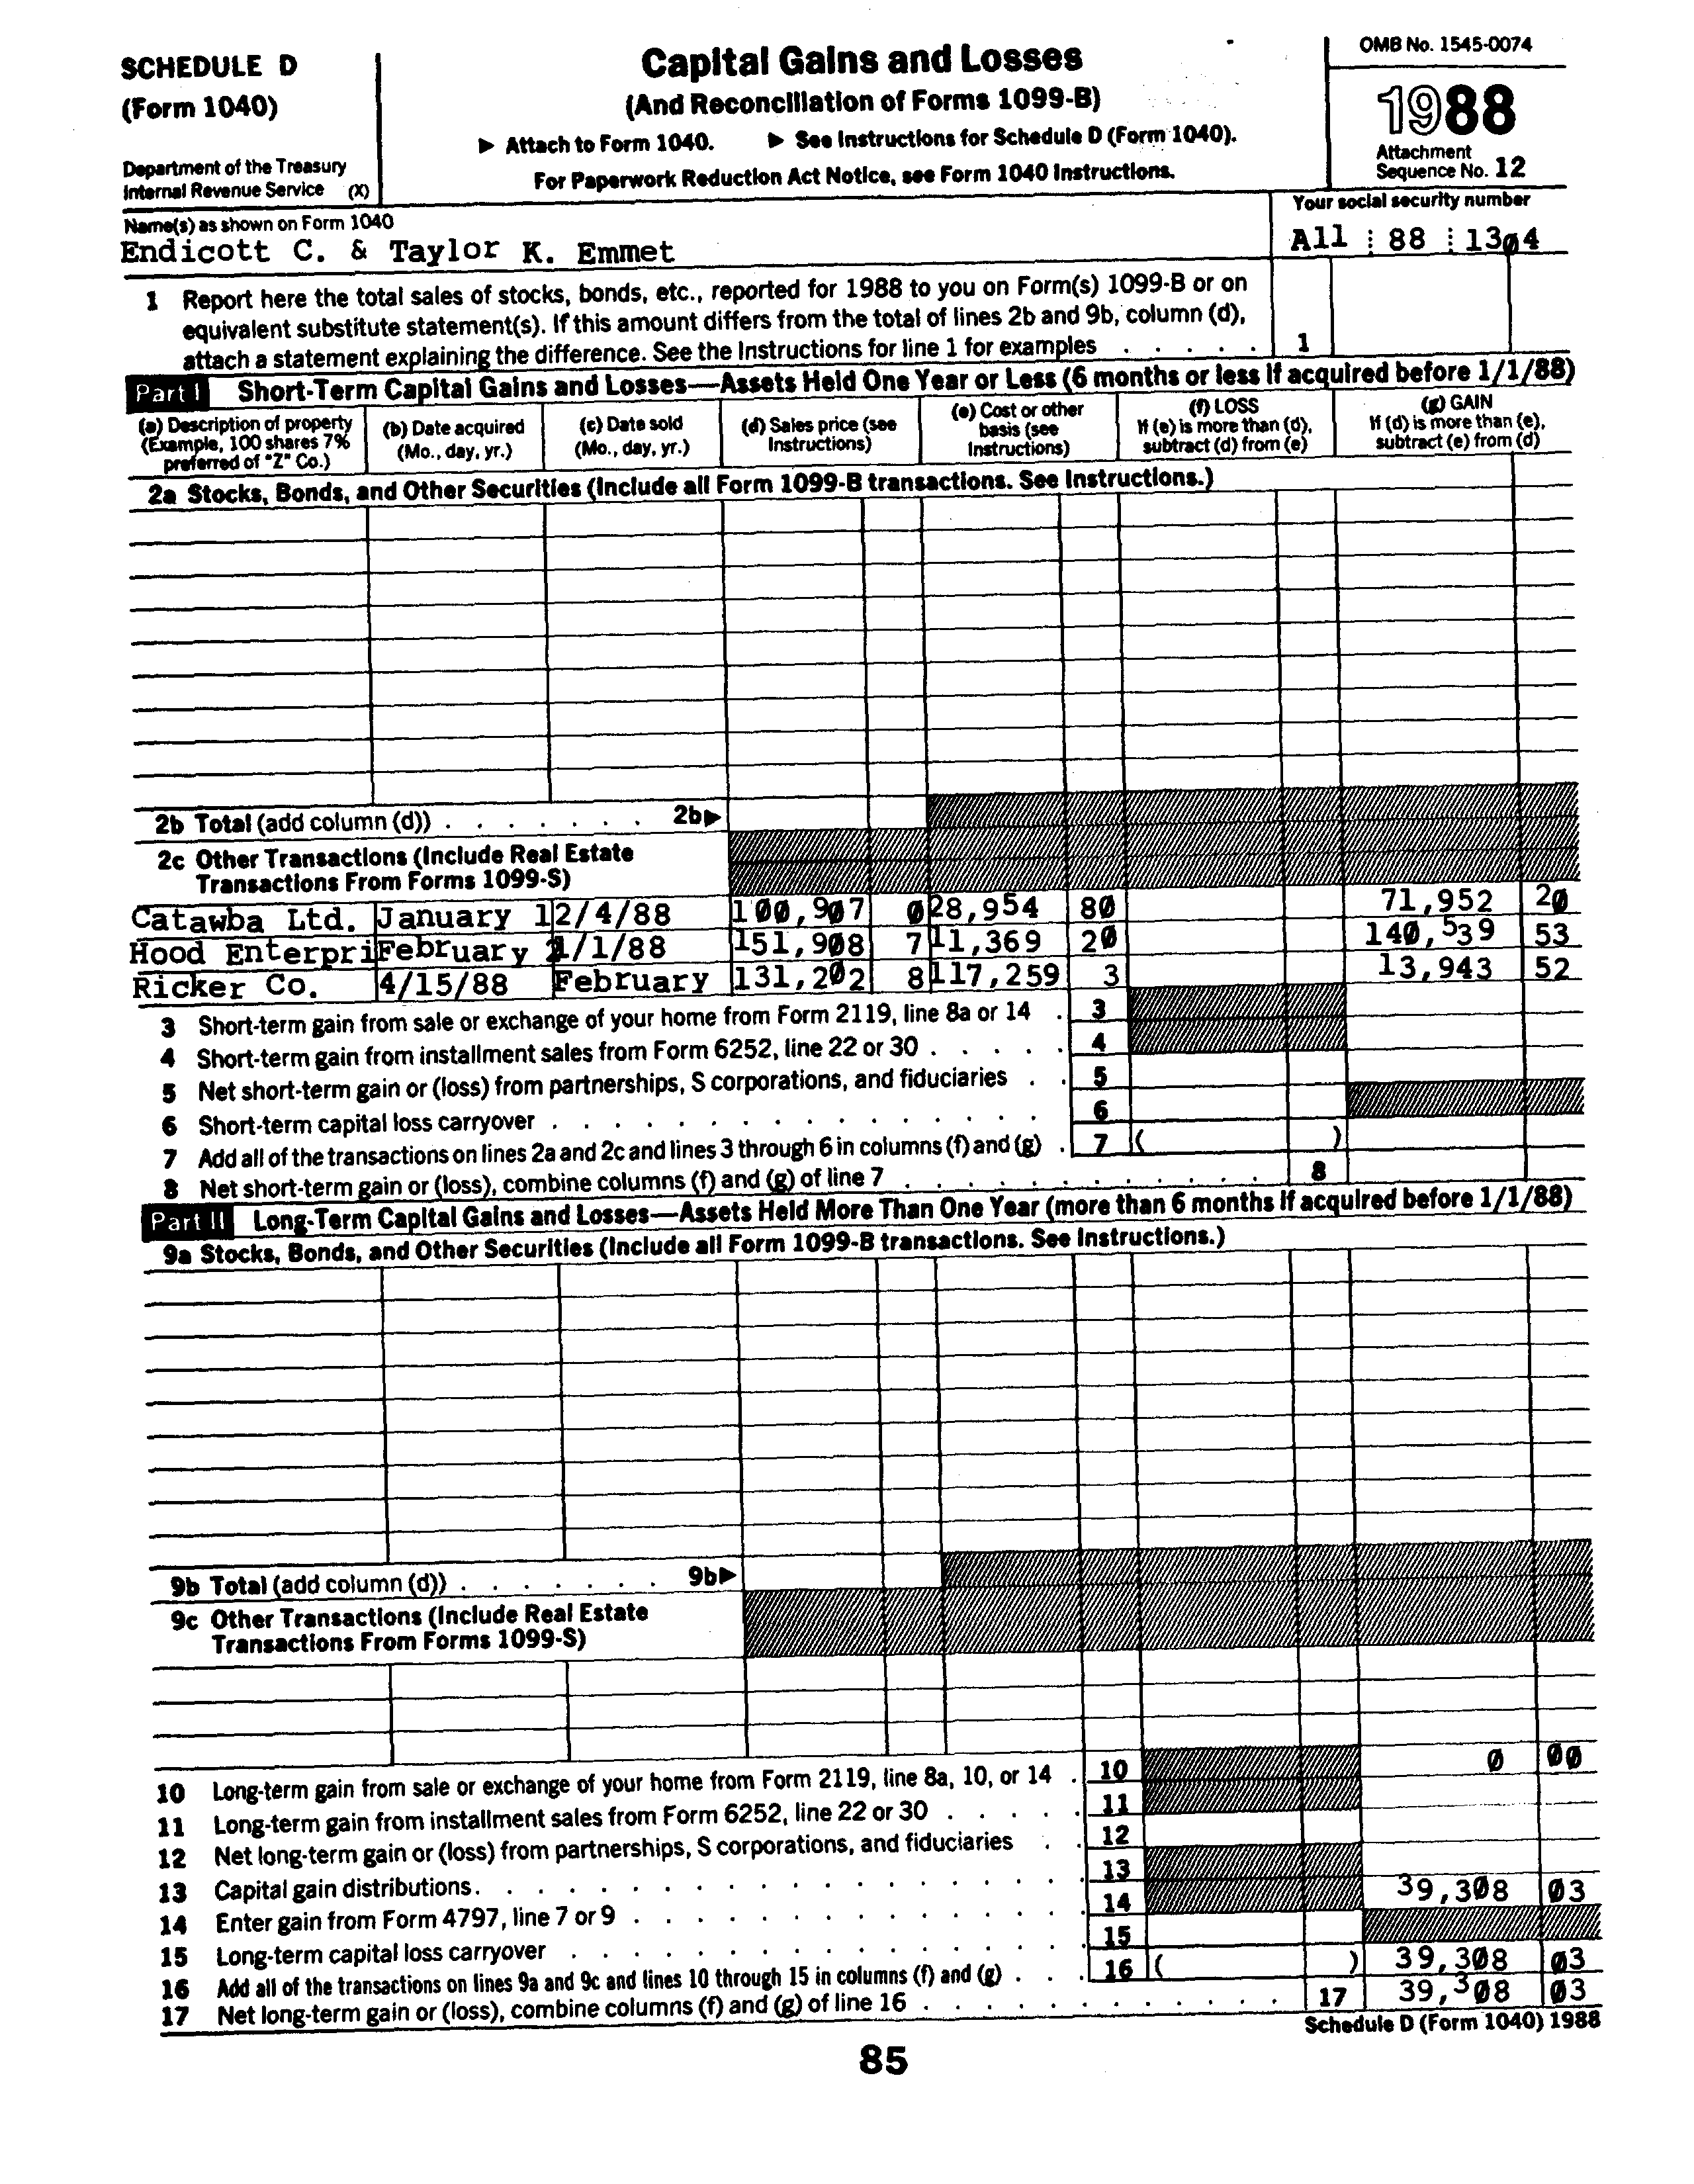 SCHEDULE D
(Form 1040)
Department of the Treasury
Internal Revenue Service (X)
Capital Gains and Losses
(And Reconciliation of Forms 1099-B)
▶ Attach to Form 1040. ▶ See Instructions for Schedule D (Form 1040).
For Paperwork Reduction Act Notice, see Form 1040 Instructions.
OMB No. 1545-0074
1988
Attachment
Sequence No. 12
Name(s) as shown on Form 1040
Endicott C. & Taylor K. Emmet
Your social security number
All 88 1304
1 Report here the total sales of stocks, bonds, etc., reported for 1988 to you on Form(s) 1099-B or on
equivalent substitute statement(s). If this amount differs from the total of lines 2b and 9b, column (d),
attach a statement explaining the difference. See the Instructions for line 1 for examples . . . . . 1
Part I Short-Term Capital Gains and Losses—Assets Held One Year or Less (6 months or less if acquired before 1/1/88)
(a) Description of property
(Example, 100 shares 7%
preferred of "Z" Co.)
(b) Date acquired
(Mo., day, yr.)
(c) Date sold
(Mo., day, yr.)
(d) Sales price (see
Instructions)
(e) Cost or other
basis (see
Instructions)
(f) LOSS
If (e) is more than (d),
subtract (d) from (e)
(g) GAIN
If (d) is more than (e),
subtract (e) from (d)
2a Stocks, Bonds, and Other Securities (Include all Form 1099-B transactions. See Instructions.)
2b Total (add column (d)) . . . . . . . 2b▶
2c Other Transactions (Include Real Estate
Transactions From Forms 1099-S)
Catawba Ltd. January 12/4/88 100,907 0 28,954 80 71,952 20
Hood Enterpri February 1/1/88 151,908 7 11,369 20 140,539 53
Ricker Co. 4/15/88 February 131,202 8 117,259 3 13,943 52
3 Short-term gain from sale or exchange of your home from Form 2119, line 8a or 14 . 3
4 Short-term gain from installment sales from Form 6252, line 22 or 30 . . . . . 4
5 Net short-term gain or (loss) from partnerships, S corporations, and fiduciaries . . 5
6 Short-term capital loss carryover . . . . . . . . . . . . . 6
7 Add all of the transactions on lines 2a and 2c and lines 3 through 6 in columns (f) and (g) . 7 ( )
8 Net short-term gain or (loss), combine columns (f) and (g) of line 7 . . . . . . . . . . . . 8
Part II Long-Term Capital Gains and Losses—Assets Held More Than One Year (more than 6 months if acquired before 1/1/88)
9a Stocks, Bonds, and Other Securities (Include all Form 1099-B transactions. See Instructions.)
9b Total (add column (d)) . . . . . . . 9b▶
9c Other Transactions (Include Real Estate
Transactions From Forms 1099-S)
10 Long-term gain from sale or exchange of your home from Form 2119, line 8a, 10, or 14 . 10 0 00
11 Long-term gain from installment sales from Form 6252, line 22 or 30 . . . . . 11
12 Net long-term gain or (loss) from partnerships, S corporations, and fiduciaries . . 12
13 Capital gain distributions . . . . . . . . . . . . . . . 13
14 Enter gain from Form 4797, line 7 or 9 . . . . . . . . . . . 14 39,308 03
15 Long-term capital loss carryover . . . . . . . . . . . . . 15
16 Add all of the transactions on lines 9a and 9c and lines 10 through 15 in columns (f) and (g) . . . 16 ( ) 39,308 03
17 Net long-term gain or (loss), combine columns (f) and (g) of line 16 . . . . . . . . . . . . 17 39,308 03
Schedule D (Form 1040) 1988
85